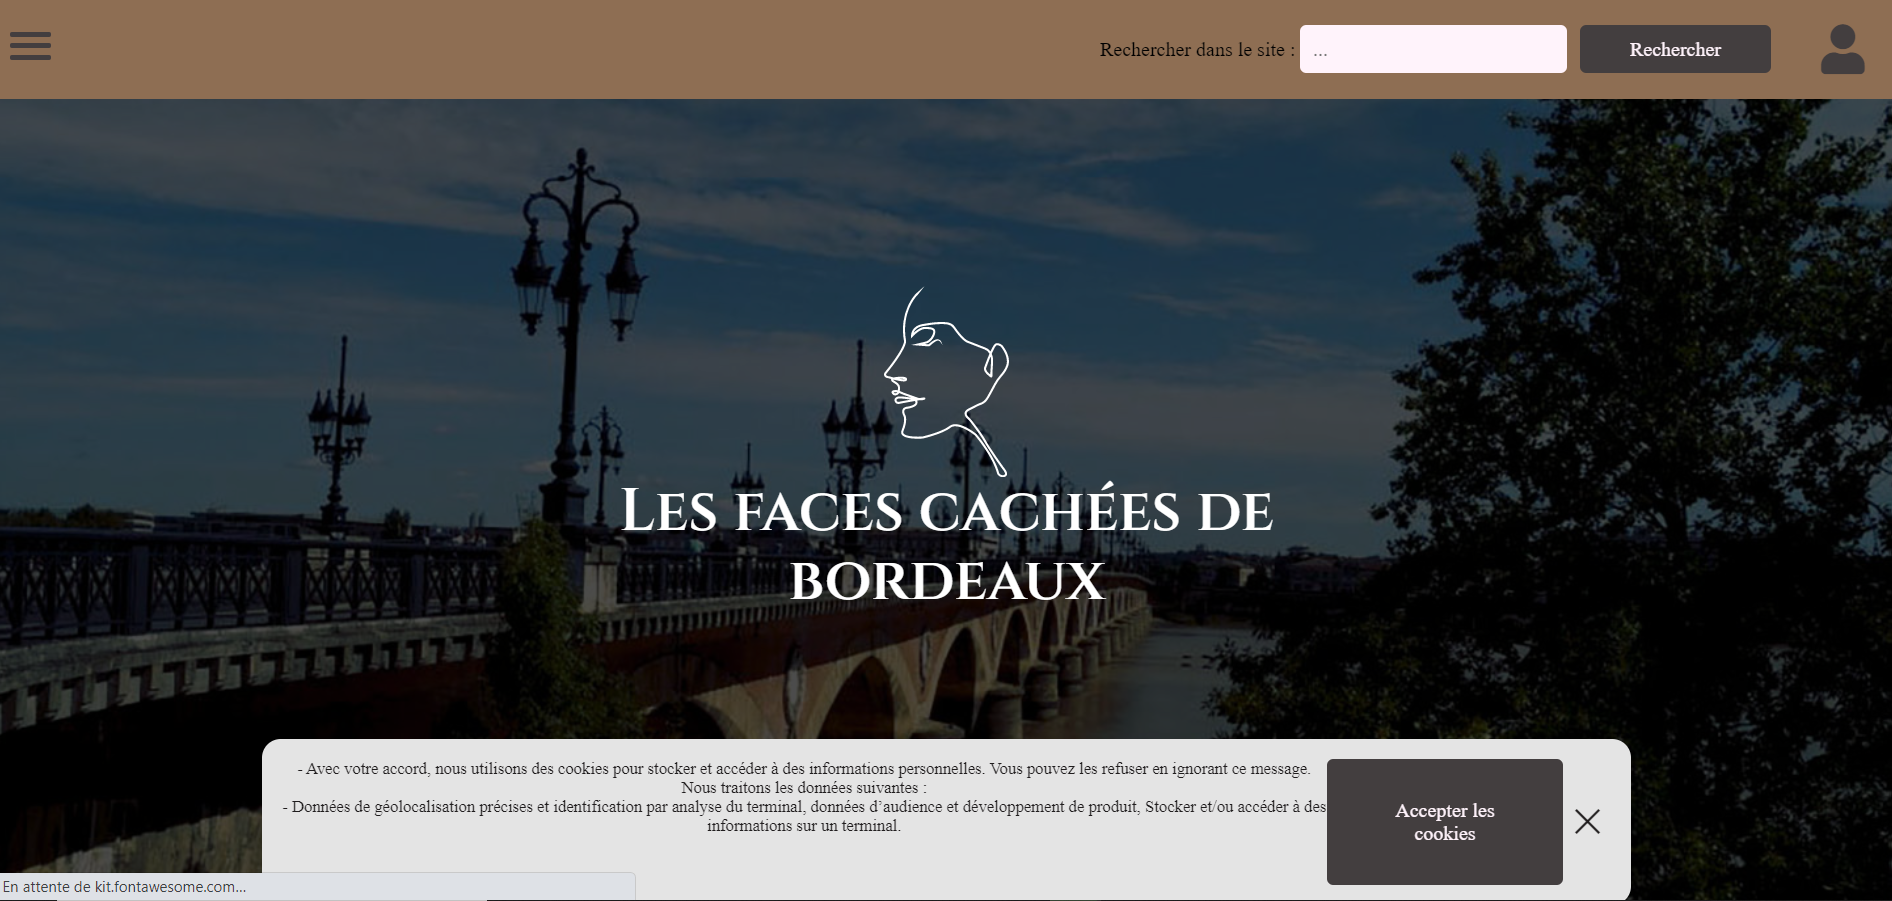 Rechercher dans le site :
...
Rechercher
Les faces cachées de
bordeaux
- Avec votre accord, nous utilisons des cookies pour stocker et accéder à des informations personnelles. Vous pouvez les refuser en ignorant ce message.
Nous traitons les données suivantes :
- Données de géolocalisation précises et identification par analyse du terminal, données d’audience et développement de produit, Stocker et/ou accéder à des
informations sur un terminal.
Accepter les
cookies
En attente de kit.fontawesome.com...